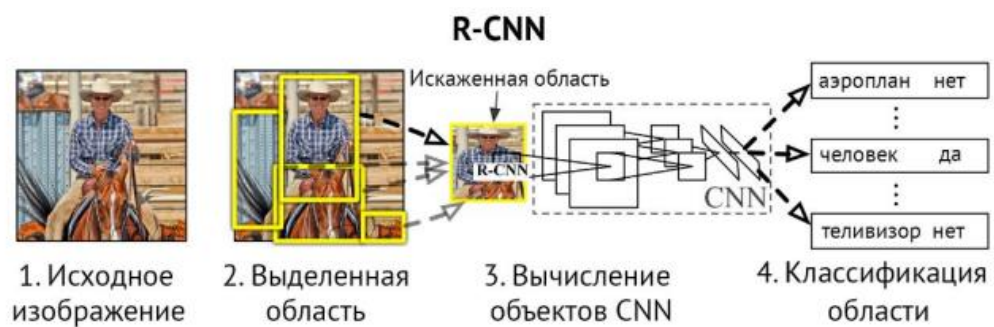 R-CNN
Искаженная область
аэроплан нет
R-CNN
человек да
CNN
теливизор нет
1. Исходное
изображение
2. Выделенная
область
3. Вычисление
объектов CNN
4. Классификация
области